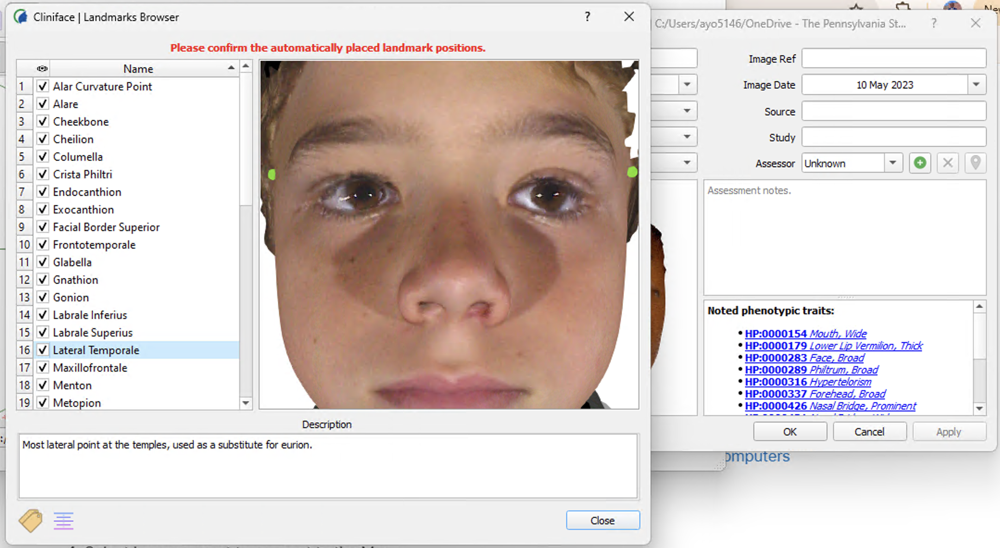 Cliniface | Landmarks Browser
?
Please confirm the automatically placed landmark positions.
Name
1 Alar Curvature Point
2 Alare
3 Cheekbone
4 Cheilion
5 Columella
6 Crista Philtri
7 Endocanthion
8 Exocanthion
9 Facial Border Superior
10 Frontotemporale
11 Glabella
12 Gnathion
13 Gonion
14 Labrale Inferius
15 Labrale Superius
16 Lateral Temporale
17 Maxillofrontale
18 Menton
19 Metopion
Description
Most lateral point at the temples, used as a substitute for eurion.
Close
C:/Users/ayo5146/OneDrive - The Pennsylvania St...
?
Image Ref
Image Date 10 May 2023
Source
Study
Assessor Unknown
Assessment notes.
Noted phenotypic traits:
• HP:0000154 Mouth, Wide
• HP:0000179 Lower Lip Vermilion, Thick
• HP:0000283 Face, Broad
• HP:0000289 Philtrum, Broad
• HP:0000316 Hypertelorism
• HP:0000337 Forehead, Broad
• HP:0000426 Nasal Bridge, Prominent
OK Cancel Apply
omputers